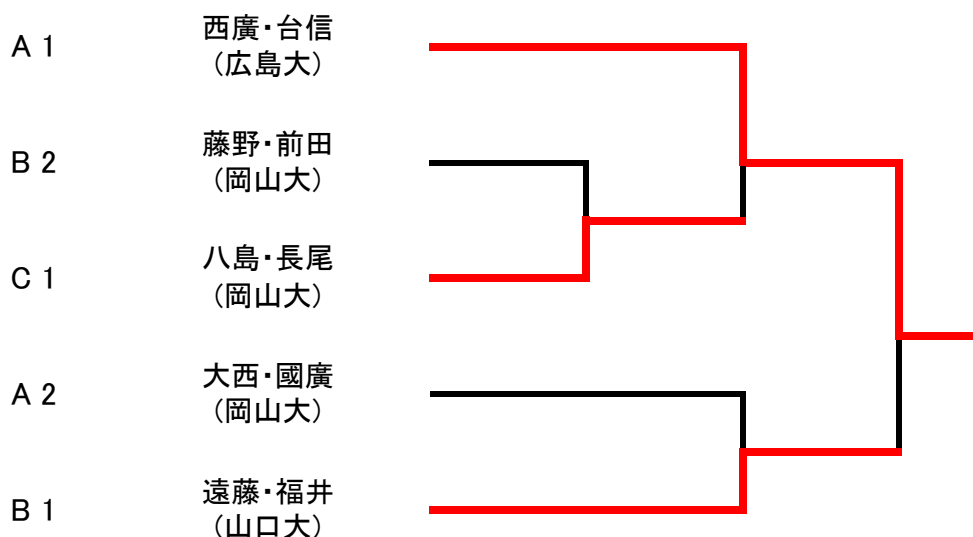 A 1
西廣・台信
(広島大)
B 2
藤野・前田
(岡山大)
C 1
八島・長尾
(岡山大)
A 2
大西・國廣
(岡山大)
B 1
遠藤・福井
(山口大)